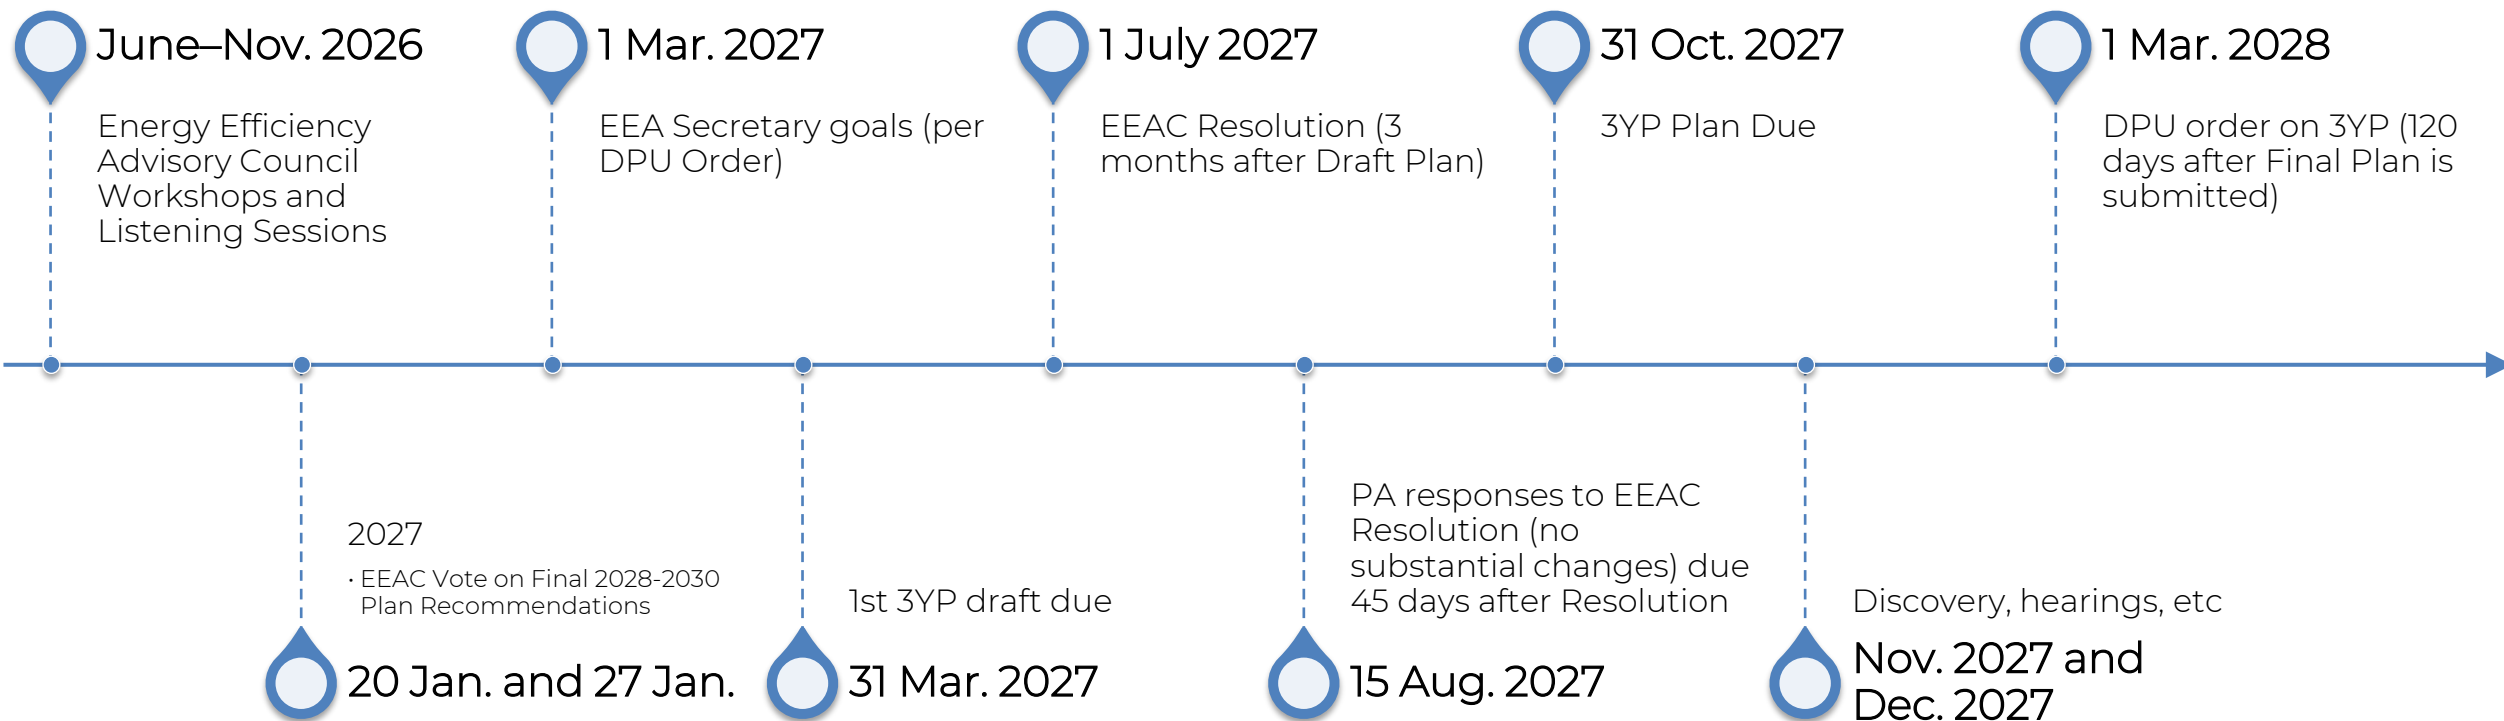 June–Nov. 2026
Energy Efficiency
Advisory Council
Workshops and
Listening Sessions
1 Mar. 2027
EEA Secretary goals (per
DPU Order)
1 July 2027
EEAC Resolution (3
months after Draft Plan)
31 Oct. 2027
3YP Plan Due
1 Mar. 2028
DPU order on 3YP (120
days after Final Plan is
submitted)
2027
· EEAC Vote on Final 2028-2030
Plan Recommendations
20 Jan. and 27 Jan.
1st 3YP draft due
31 Mar. 2027
PA responses to EEAC
Resolution (no
substantial changes) due
45 days after Resolution
15 Aug. 2027
Discovery, hearings, etc
Nov. 2027 and
Dec. 2027